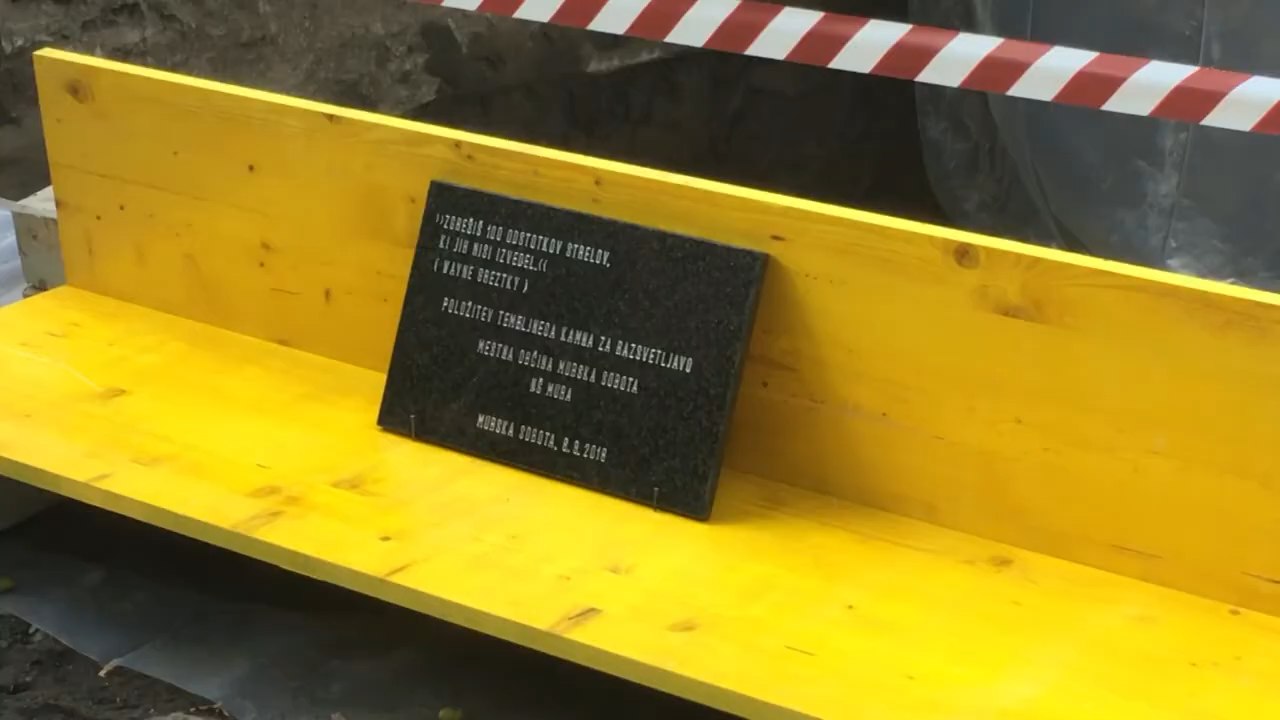 ››ZGREŠIŠ 100 ODSTOTKOV STRELOV,
KI JIH NISI IZVEDEL.‹‹
( WAYNE GREZTKY )
POLOŽITEV TEMELJNEGA KAMNA ZA RAZSVETLJAVO
MESTNA OBČINA MURSKA SOBOTA
NŠ MURA
MURSKA SOBOTA, 8.9.2018